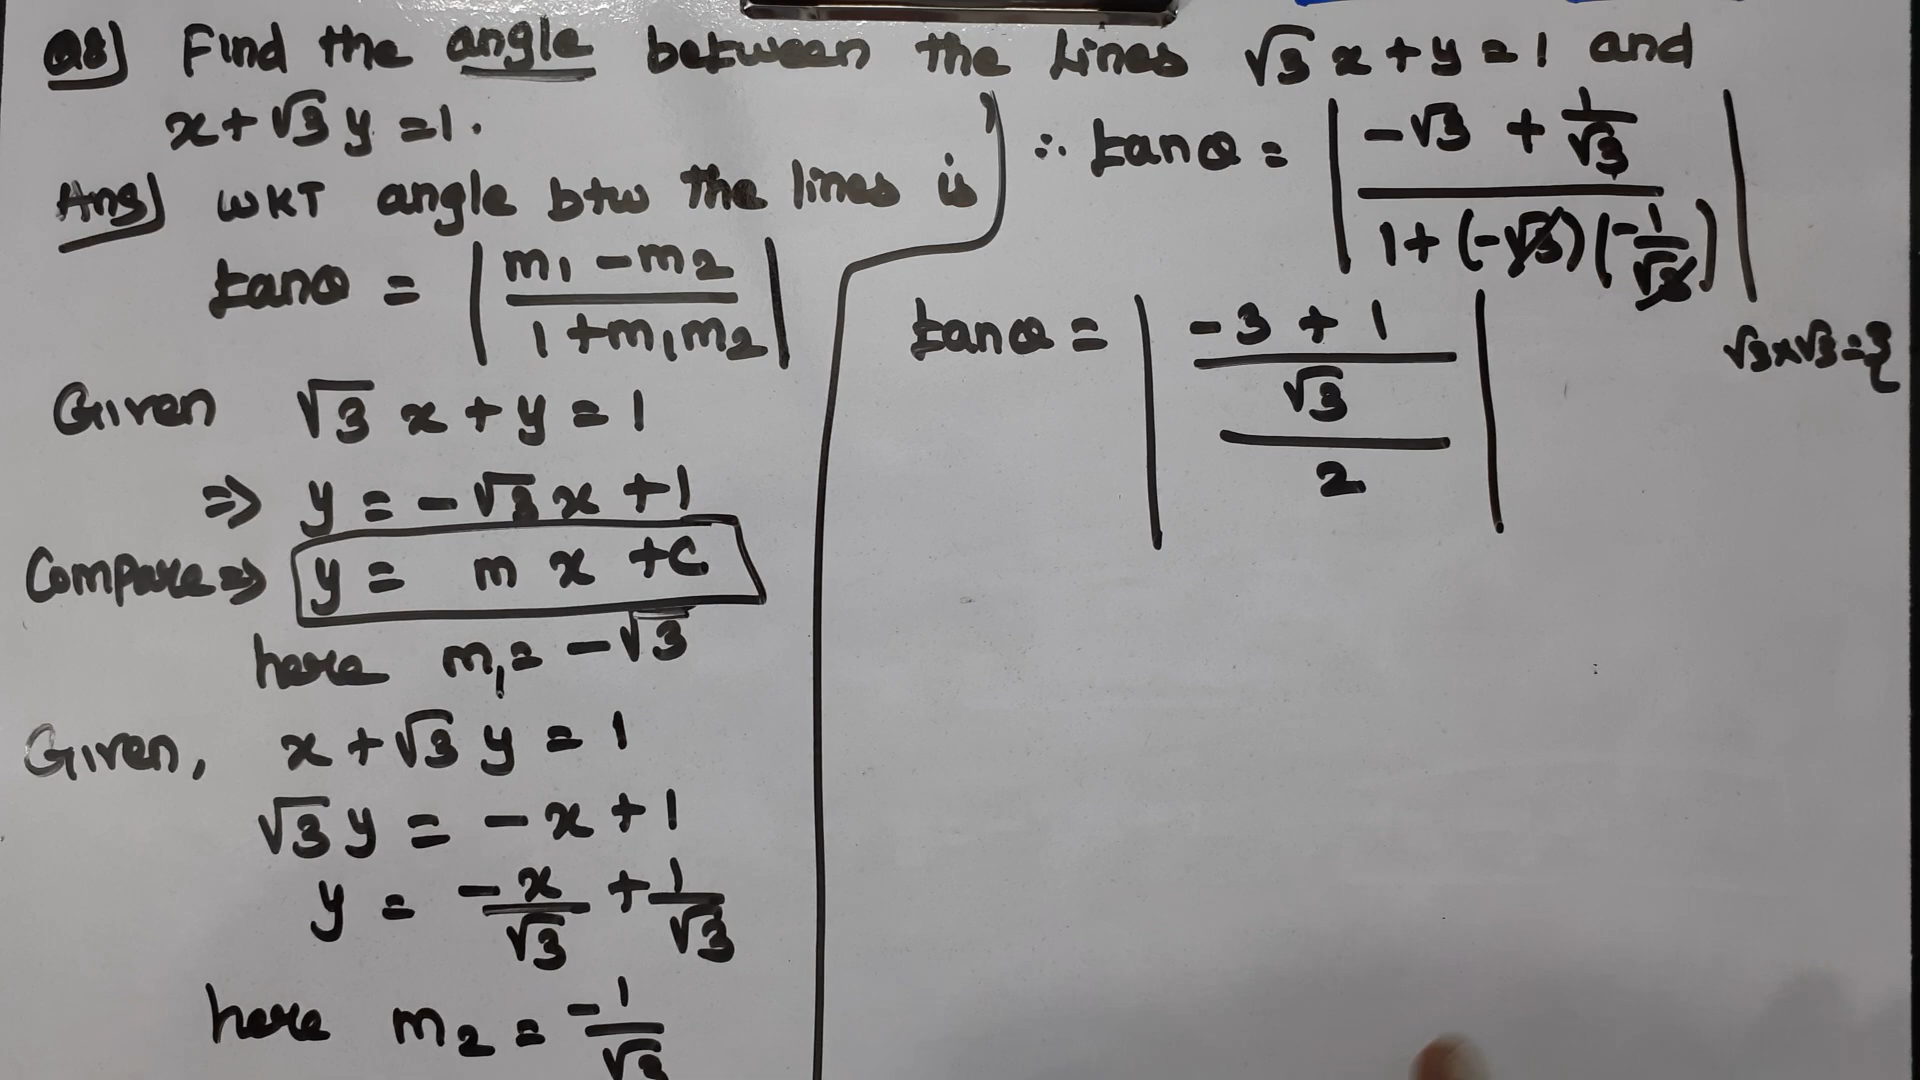 Q8) Find the angle between the lines √3 x + y = 1 and
x + √3 y = 1.
Ans) WKT angle btw the lines is
tanθ = | (m₁ - m₂) / (1 + m₁m₂) |
Given √3 x + y = 1
⇒ y = -√3 x + 1
Compare ⇒ y = m x + c
here m₁ = -√3
Given, x + √3 y = 1
√3 y = -x + 1
y = -x/√3 + 1/√3
here m₂ = -1/√3
∴ tanθ = | (-√3 + 1/√3) / (1 + (-√3)(-1/√3)) |
√3×√3=3
tanθ = | ((-3 + 1)/√3) / 2 |